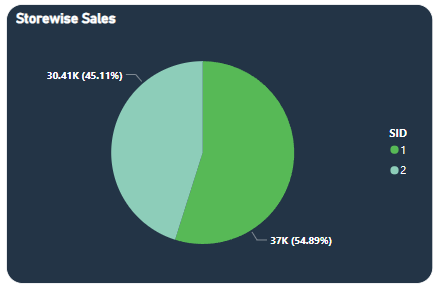 Storewise Sales
30.41K (45.11%)
SID
1
2
37K (54.89%)